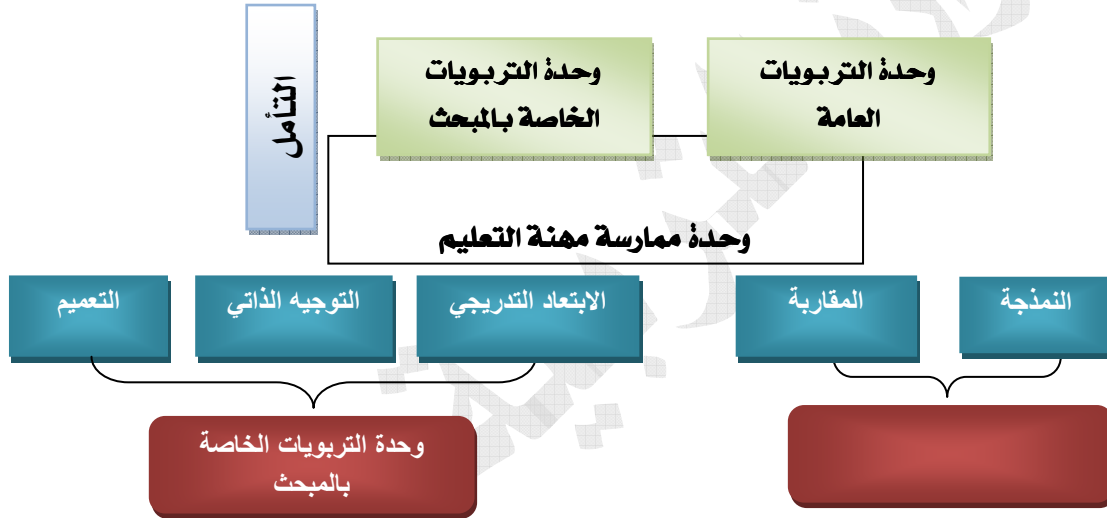 وحدة التربويات
العامة
وحدة التربويات
الخاصة بالمبحث
التأمل
وحدة ممارسة مهنة التعليم
النمذجة
المقاربة
الابتعاد التدريجي
التوجيه الذاتي
التعميم
وحدة التربويات الخاصة
بالمبحث